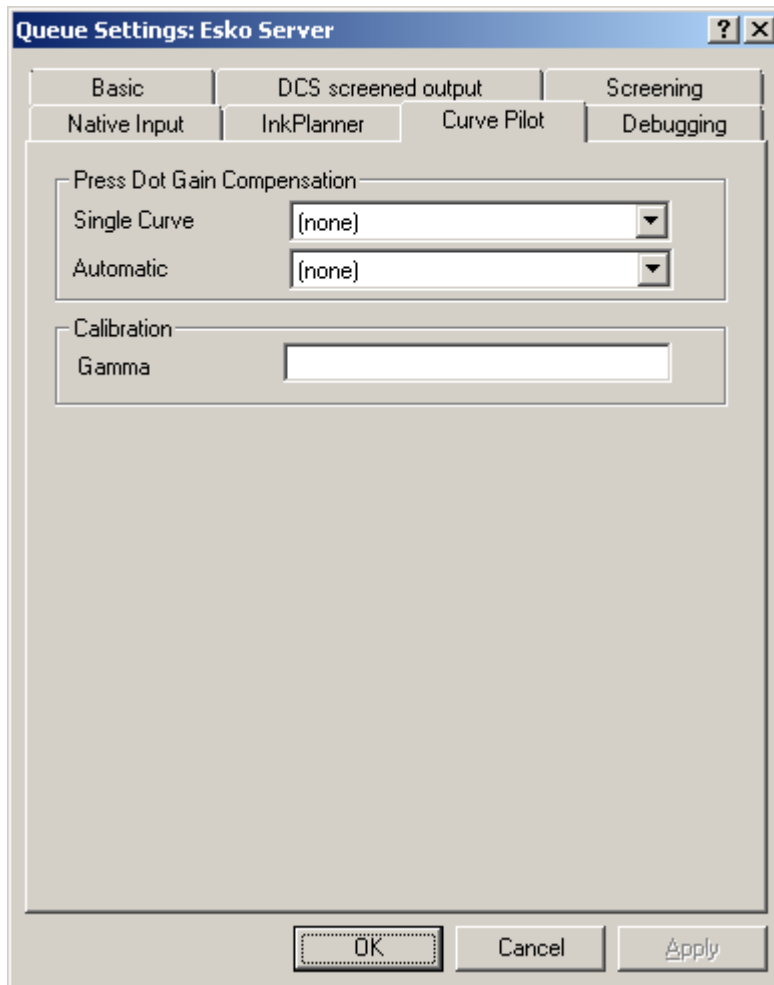 Queue Settings: Esko Server
Basic DCS screened output Screening
Native Input InkPlanner Curve Pilot Debugging
Press Dot Gain Compensation
Single Curve (none)
Automatic (none)
Calibration
Gamma
OK Cancel Apply